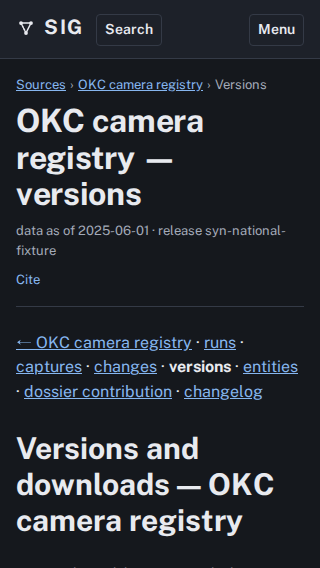 SIG Search Menu
Sources › OKC camera registry › Versions
OKC camera
registry —
versions
data as of 2025-06-01 · release syn-national-
fixture
Cite
← OKC camera registry · runs ·
captures · changes · versions · entities
· dossier contribution · changelog
Versions and
downloads — OKC
camera registry